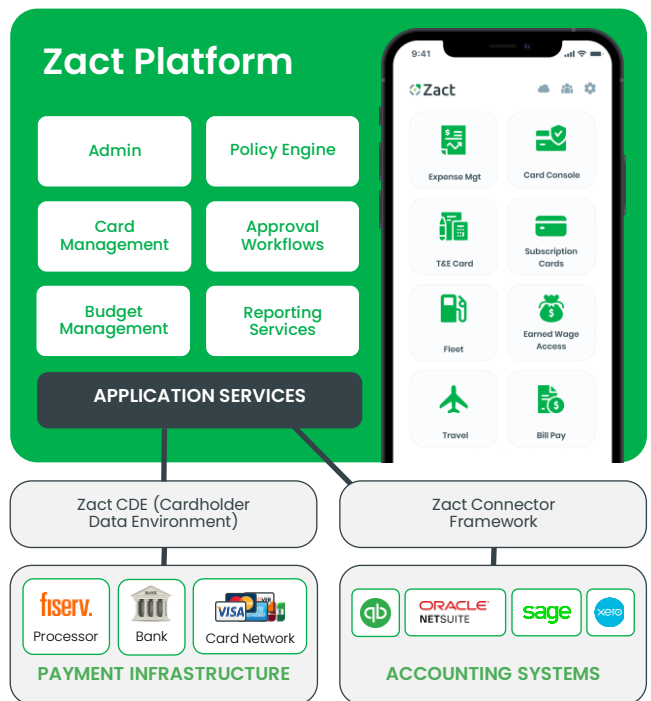 Zact Platform
Admin
Policy Engine
Card
Management
Approval
Workflows
Budget
Management
Reporting
Services
APPLICATION SERVICES
9:41
Zact
Expense Mgt
Card Console
T&E Card
Subscription
Cards
Fleet
Earned Wage
Access
Travel
Bill Pay
Zact CDE (Cardholder
Data Environment)
Zact Connector
Framework
fiserv.
Processor
BANK
Bank
VISA
Card Network
PAYMENT INFRASTRUCTURE
qb
ORACLE
NETSUITE
sage
xero
ACCOUNTING SYSTEMS